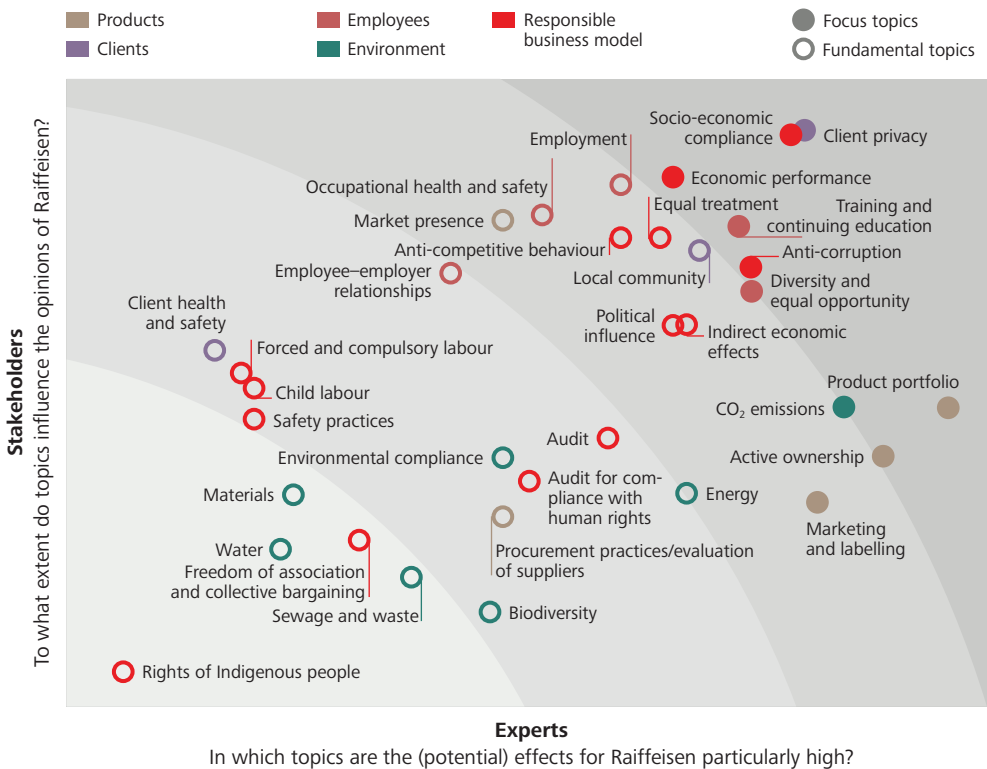 Products
Clients
Employees
Environment
Responsible
business model
Focus topics
Fundamental topics
Stakeholders
To what extent do topics influence the opinions of Raiffeisen?
Socio-economic
compliance
Client privacy
Employment
Economic performance
Occupational health and safety
Equal treatment
Training and
continuing education
Market presence
Anti-competitive behaviour
Anti-corruption
Local community
Employee–employer
relationships
Diversity and
equal opportunity
Client health
and safety
Political
influence
Indirect economic
effects
Forced and compulsory labour
Child labour
Product portfolio
CO₂ emissions
Safety practices
Audit
Environmental compliance
Active ownership
Audit for com-
pliance with
human rights
Materials
Energy
Marketing
and labelling
Water
Procurement practices/evaluation
of suppliers
Freedom of association
and collective bargaining
Sewage and waste
Biodiversity
Rights of Indigenous people
Experts
In which topics are the (potential) effects for Raiffeisen particularly high?